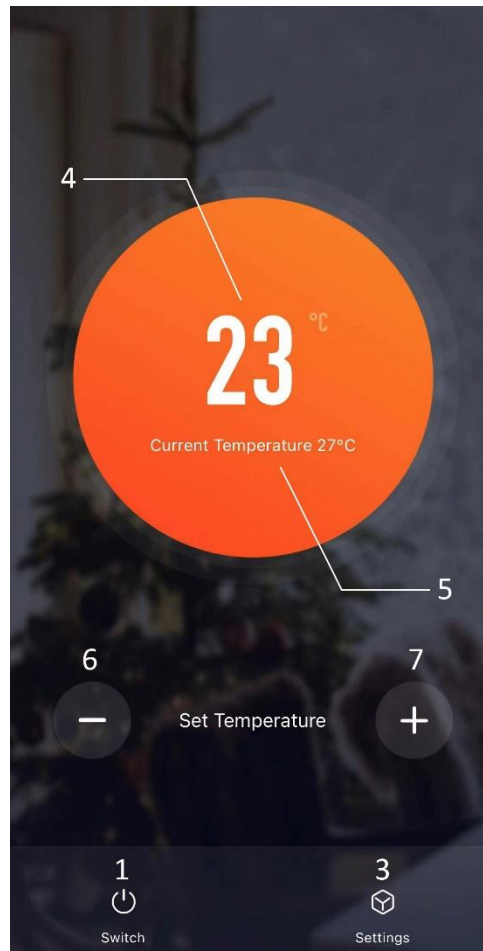 4
23 °C
Current Temperature 27°C
5
6 7
− Set Temperature +
1 3
Switch Settings